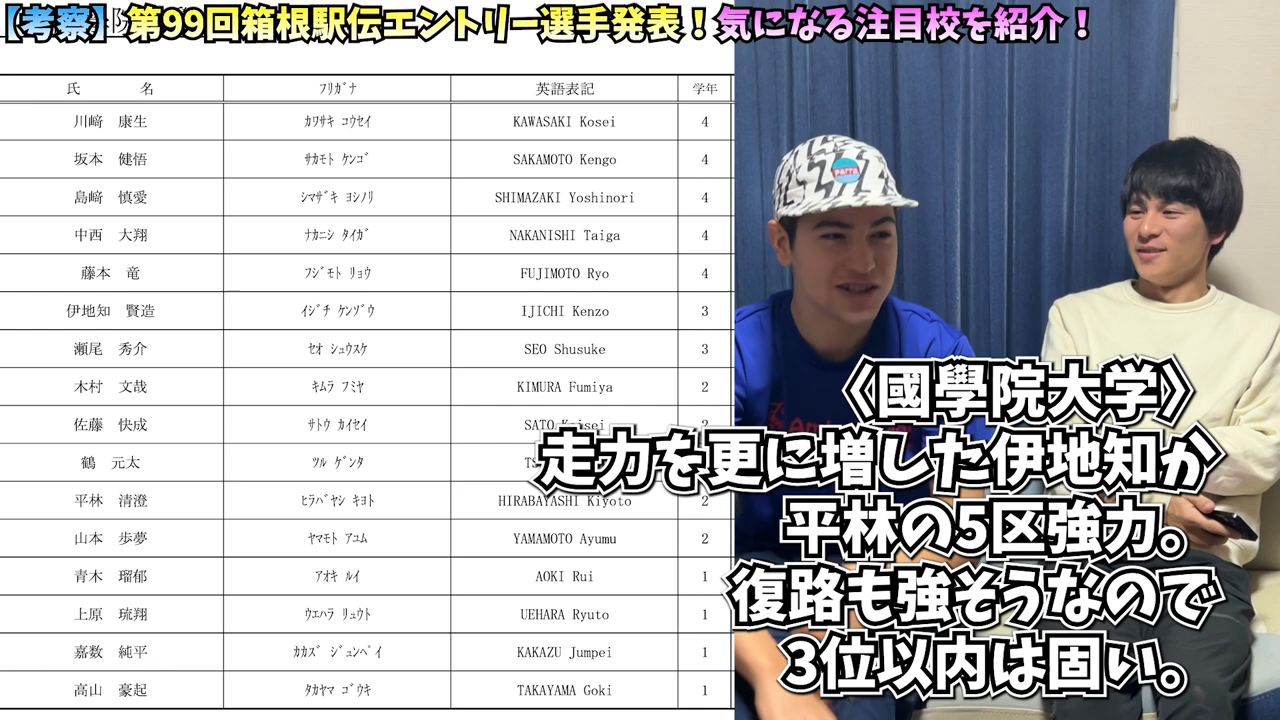 【考察】第99回箱根駅伝エントリー選手発表！気になる注目校を紹介！
氏 名 ﾌﾘｶﾞﾅ 英語表記 学年
川﨑 康生 ｶﾜｻｷ ｺｳｾｲ KAWASAKI Kosei 4
坂本 健悟 ｻｶﾓﾄ ｹﾝｺﾞ SAKAMOTO Kengo 4
島﨑 慎愛 ｼﾏｻﾞｷ ﾖｼﾉﾘ SHIMAZAKI Yoshinori 4
中西 大翔 ﾅｶﾆｼ ﾀｲｶﾞ NAKANISHI Taiga 4
藤本 竜 ﾌｼﾞﾓﾄ ﾘｮｳ FUJIMOTO Ryo 4
伊地知 賢造 ｲｼﾞﾁ ｹﾝｿﾞｳ IJICHI Kenzo 3
瀬尾 秀介 ｾｵ ｼｭｳｽｹ SEO Shusuke 3
木村 文哉 ｷﾑﾗ ﾌﾐﾔ KIMURA Fumiya 2
佐藤 快成 ｻﾄｳ ｶｲｾｲ SATO
鶴 元太 ﾂﾙ ｹﾞﾝﾀ
平林 清澄 ﾋﾗﾊﾞﾔｼ ｷﾖﾄ HIRABAYASHI Kiyoto 2
山本 歩夢 ﾔﾏﾓﾄ ｱﾕﾑ YAMAMOTO Ayumu 2
青木 瑠郁 ｱｵｷ ﾙｲ AOKI Rui 1
上原 琉翔 ｳｴﾊﾗ ﾘｭｳﾄ UEHARA Ryuto 1
嘉数 純平 ｶｶｽﾞ ｼﾞｭﾝﾍﾟｲ KAKAZU Jumpei 1
高山 豪起 ﾀｶﾔﾏ ｺﾞｳｷ TAKAYAMA Goki 1
parra
〈國學院大学〉
走力を更に増した伊地知か
平林の5区強力。
復路も強そうなので
3位以内は固い。